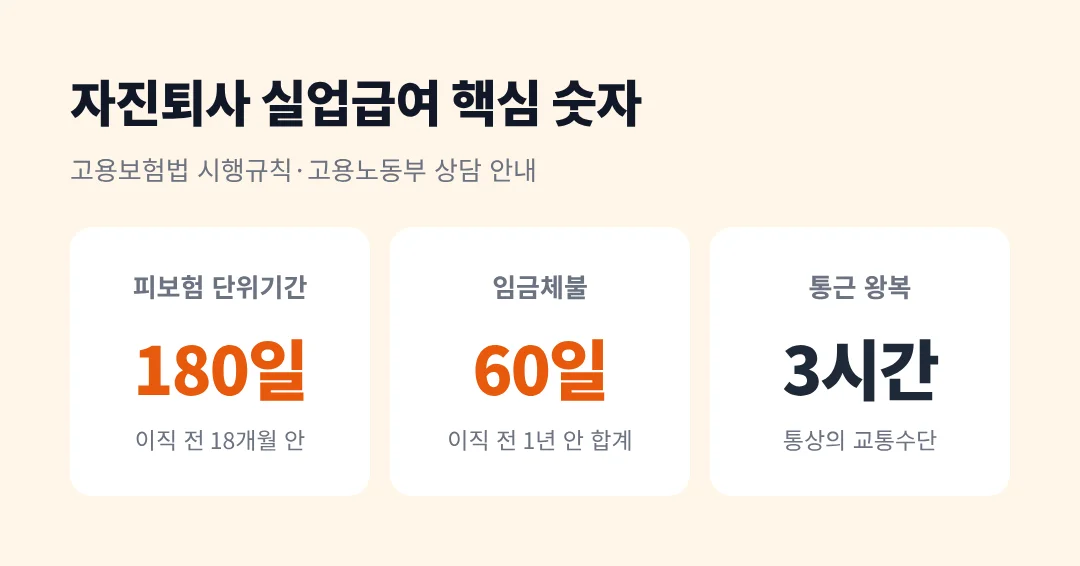 자진퇴사 실업급여 핵심 숫자
고용보험법 시행규칙·고용노동부 상담 안내
피보험 단위기간
180일
이직 전 18개월 안
임금체불
60일
이직 전 1년 안 합계
통근 왕복
3시간
통상의 교통수단